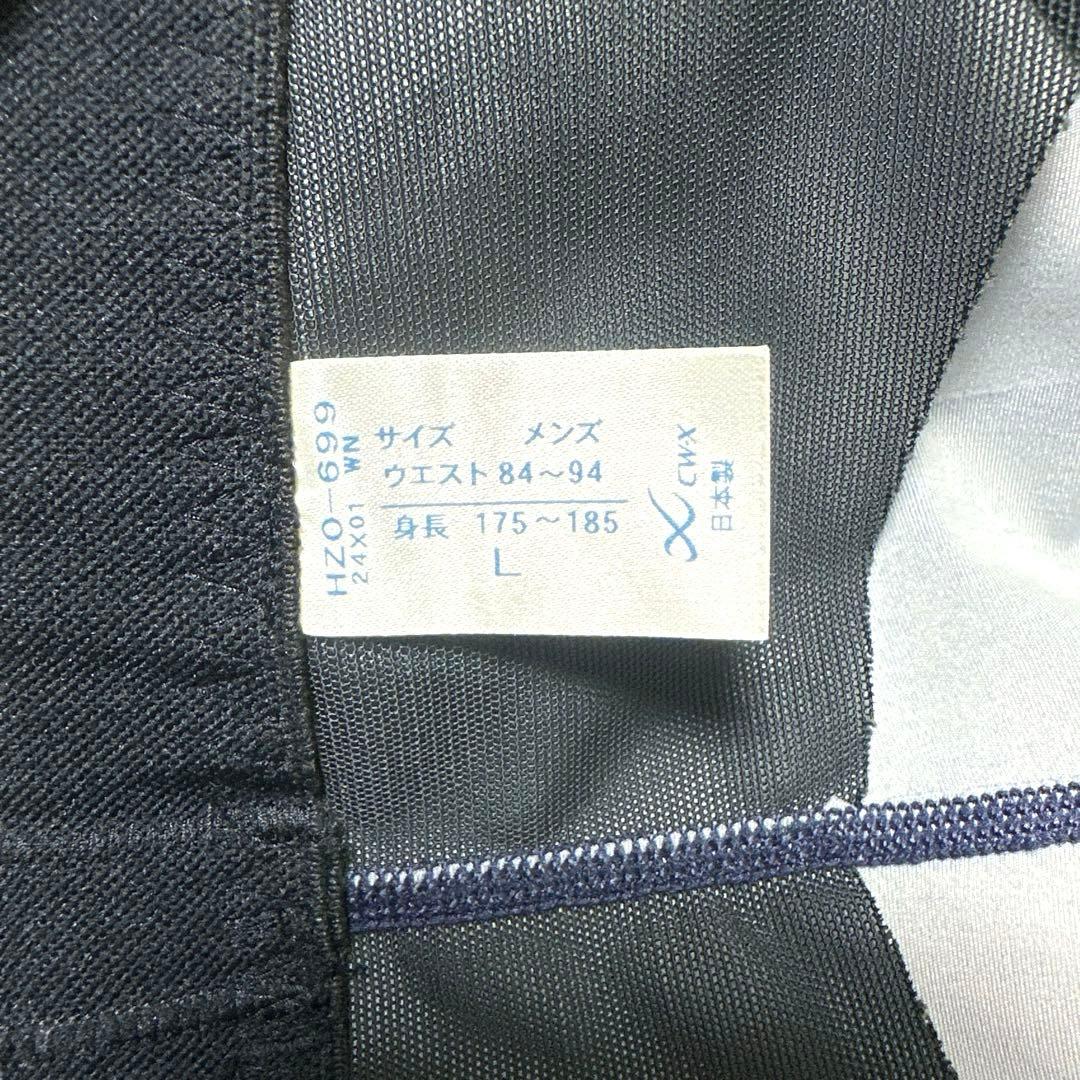 HZO-699
24X01 WN
サイズ メンズ
ウエスト 84～94
身長 175～185
L
CW-X
日本製